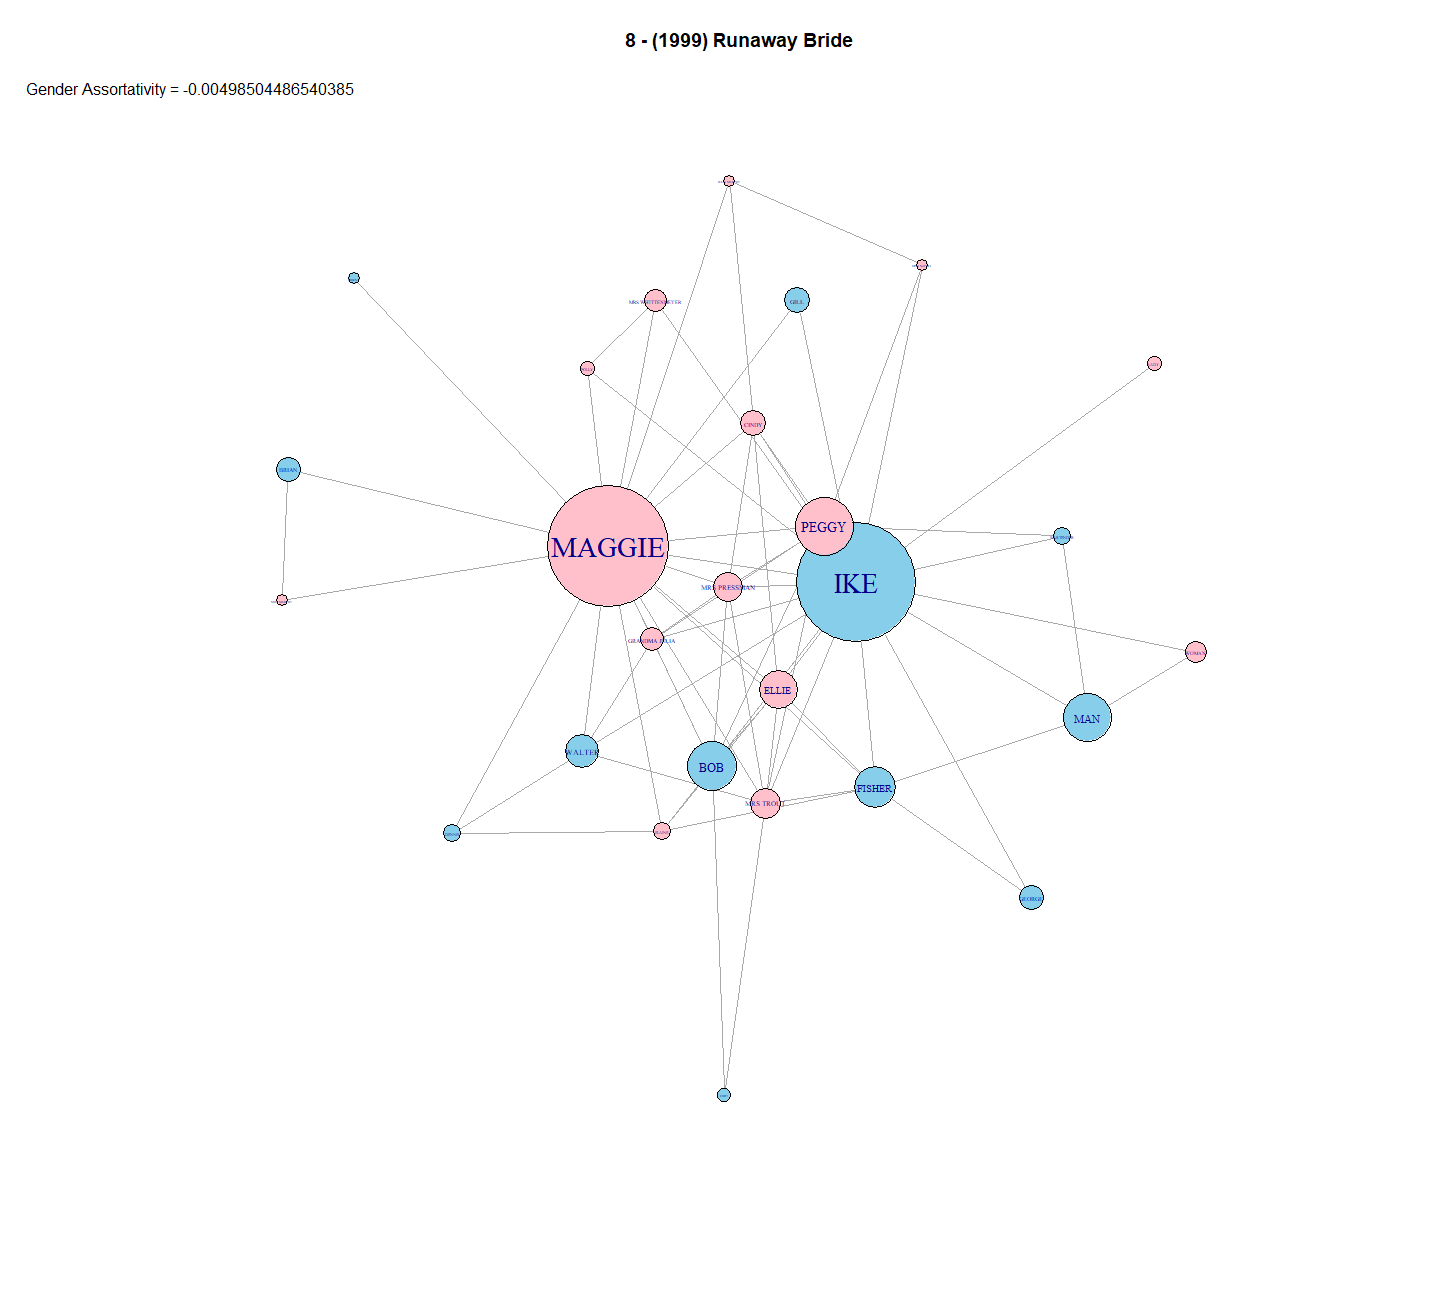 8 - (1999) Runaway Bride
Gender Assortativity = -0.00498504486540385
MRS WHITTENMEYER
GILL
CINDY
BRIAN
PEGGY
MAGGIE
IKE
MRS PRESSMAN
GRANDMA JULIA
WOMAN
ELLIE
MAN
WALTER
BOB
FISHER
MRS TROUT
GEORGE